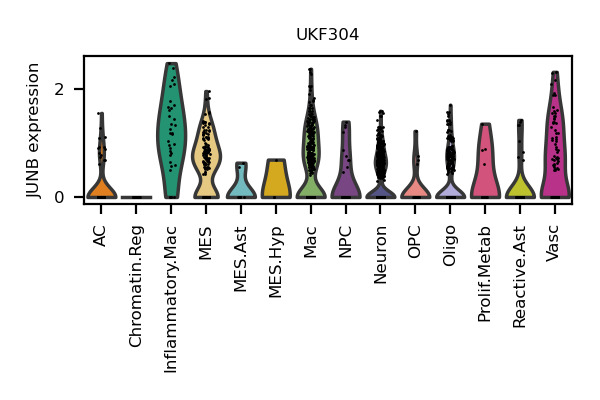 UKF304
JUNB expression
2
0
AC
Chromatin.Reg
Inflammatory.Mac
MES
MES.Ast
MES.Hyp
Mac
NPC
Neuron
OPC
Oligo
Prolif.Metab
Reactive.Ast
Vasc